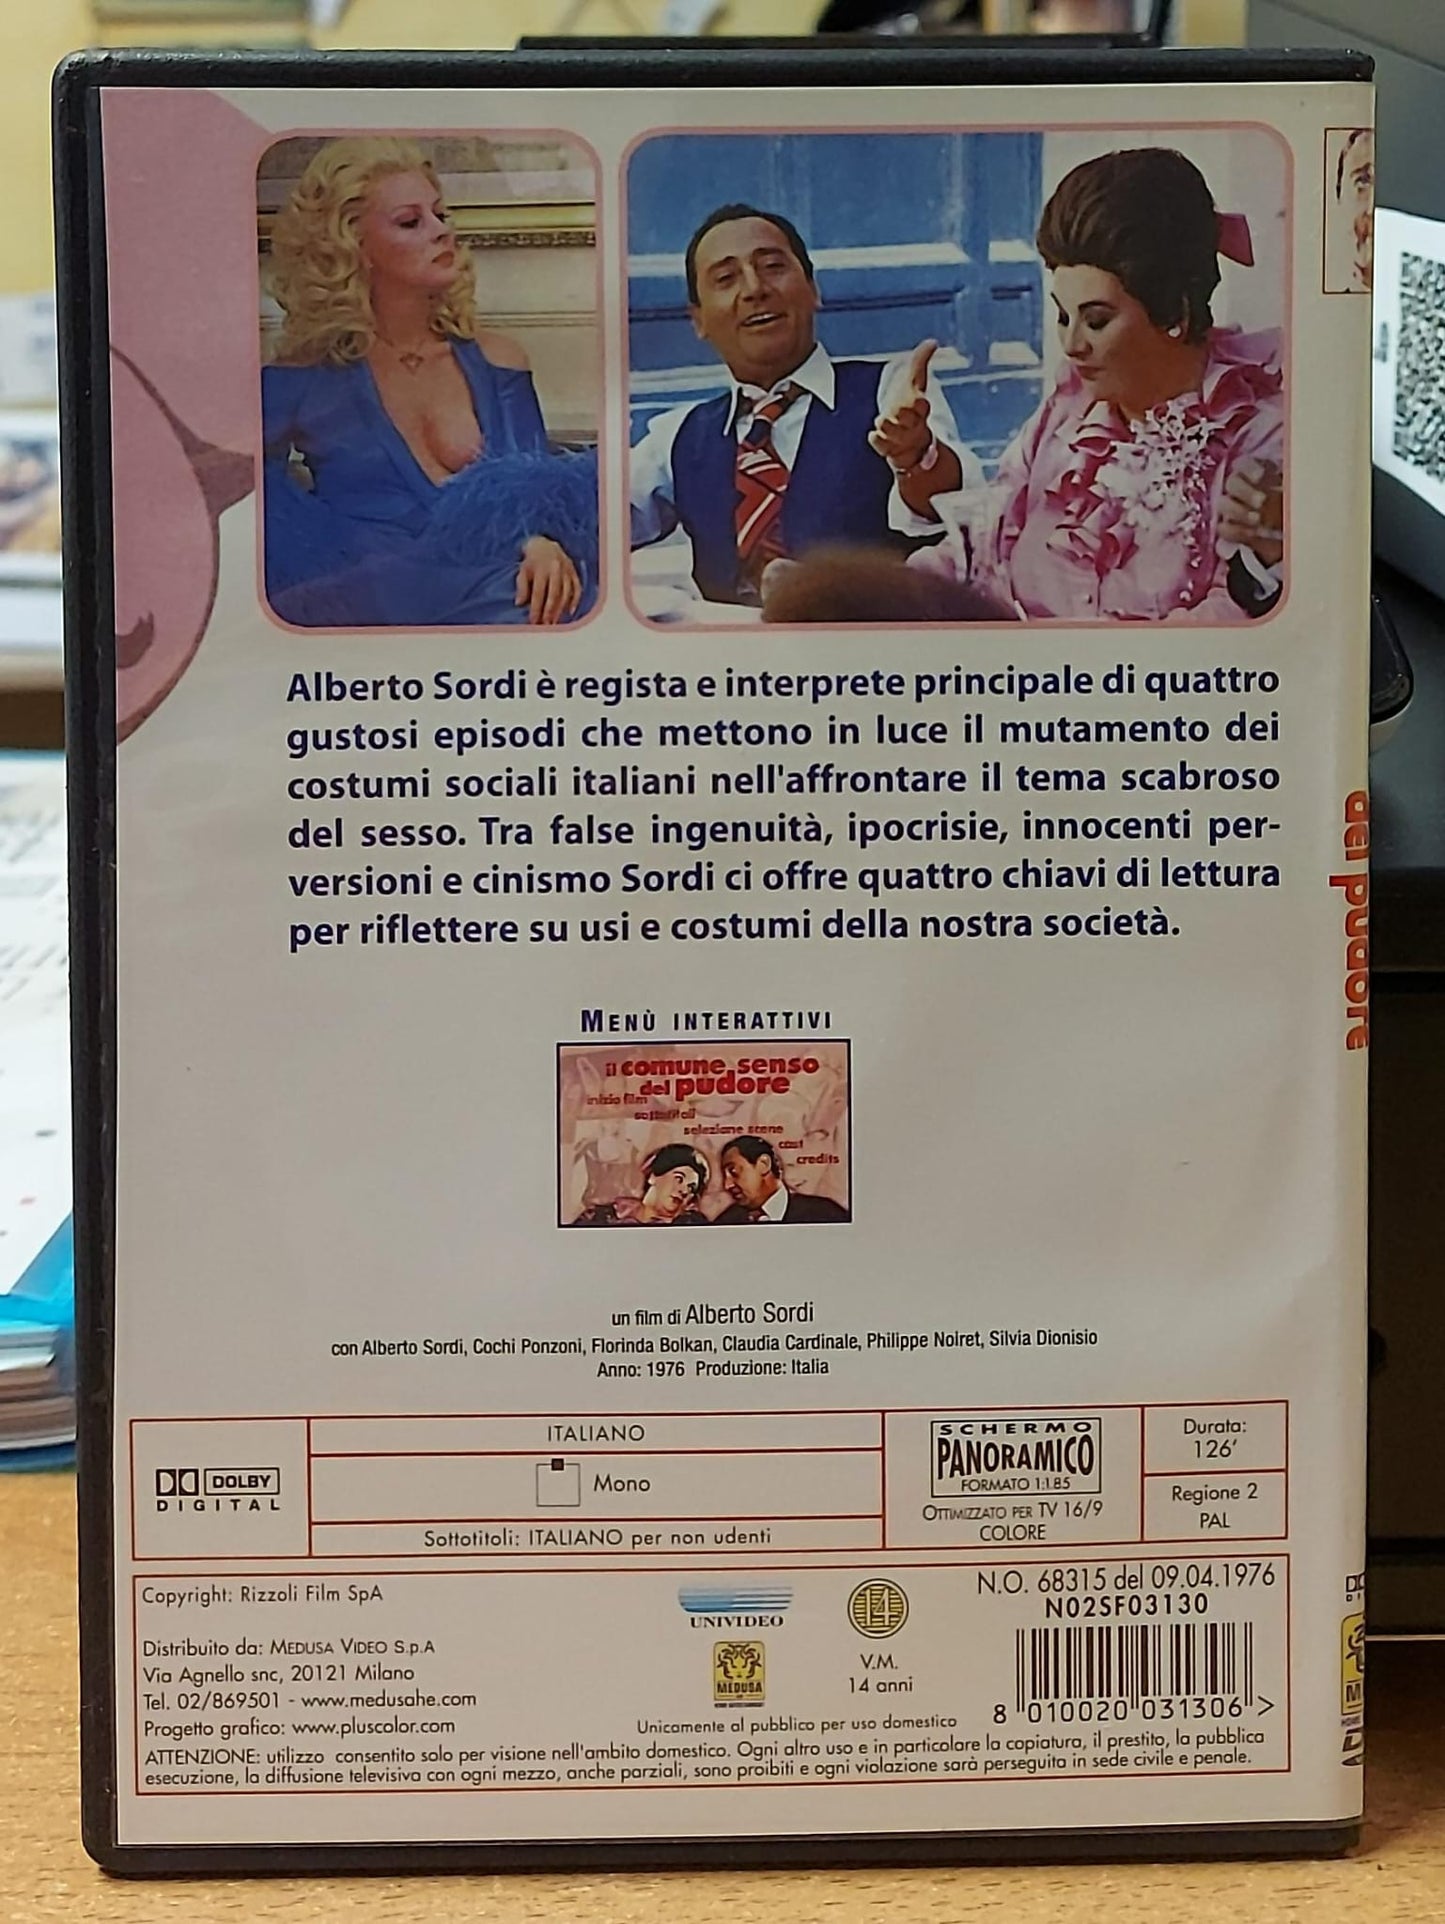 Alberto Sordi è regista e interprete principale di quattro
gustosi episodi che mettono in luce il mutamento dei
costumi sociali italiani nell'affrontare il tema scabroso
del sesso. Tra false ingenuità, ipocrisie, innocenti per-
versioni e cinismo Sordi ci offre quattro chiavi di lettura
per riflettere su usi e costumi della nostra società.
MENÙ INTERATTIVI
il comune senso
del pudore
inizio film
sottotitoli
selezione scene
cast
credits
un film di Alberto Sordi
con Alberto Sordi, Cochi Ponzoni, Florinda Bolkan, Claudia Cardinale, Philippe Noiret, Silvia Dionisio
Anno: 1976 Produzione: Italia
DOLBY
DIGITAL
ITALIANO
Mono
Sottotitoli: ITALIANO per non udenti
SCHERMO
PANORAMICO
FORMATO 1:1.85
OTTIMIZZATO PER TV 16/9
COLORE
Durata:
126'
Regione 2
PAL
Copyright: Rizzoli Film SpA
Distribuito da: MEDUSA VIDEO S.p.A
Via Agnello snc, 20121 Milano
Tel. 02/869501 - www.medusahe.com
Progetto grafico: www.pluscolor.com
UNIVIDEO
MEDUSA
14
V.M.
14 anni
N.O. 68315 del 09.04.1976
N02SF03130
8 010020 031306 >
Unicamente al pubblico per uso domestico
ATTENZIONE: utilizzo consentito solo per visione nell'ambito domestico. Ogni altro uso e in particolare la copiatura, il prestito, la pubblica
esecuzione, la diffusione televisiva con ogni mezzo, anche parziali, sono proibiti e ogni violazione sarà perseguita in sede civile e penale.
del pudore